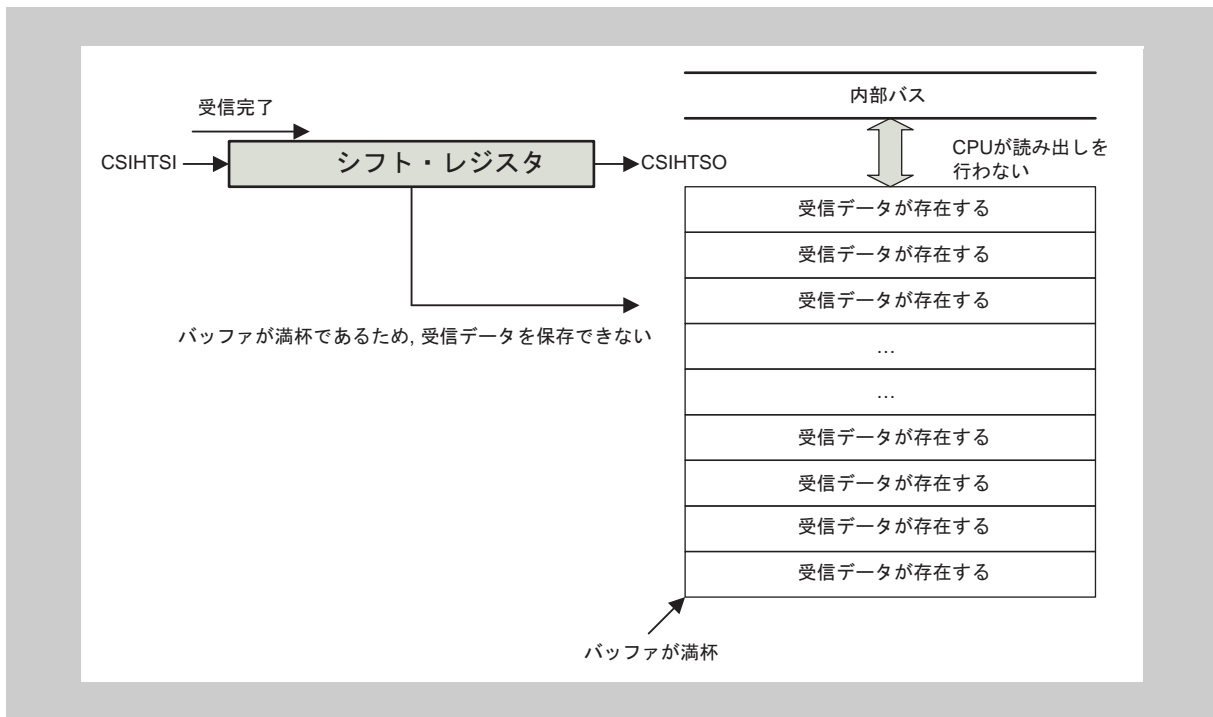 内部バス
受信完了
CSIHTSI
シフト・レジスタ
CSIHTSO
CPUが読み出しを
行わない
受信データが存在する
受信データが存在する
受信データが存在する
バッファが満杯であるため, 受信データを保存できない
…
…
受信データが存在する
受信データが存在する
受信データが存在する
受信データが存在する
バッファが満杯